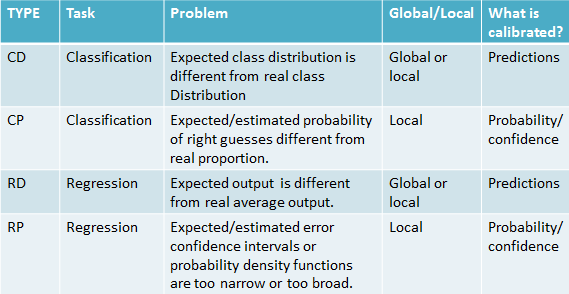 TYPE Task Problem Global/Local What is calibrated?
CD Classification Expected class distribution is Global or Predictions
different from real class local
Distribution
CP Classification Expected/estimated probability Local Probability/
of right guesses different from confidence
real proportion.
RD Regression Expected output is different Global or Predictions
from real average output. local
RP Regression Expected/estimated error Local Probability/
confidence intervals or confidence
probability density functions
are too narrow or too broad.